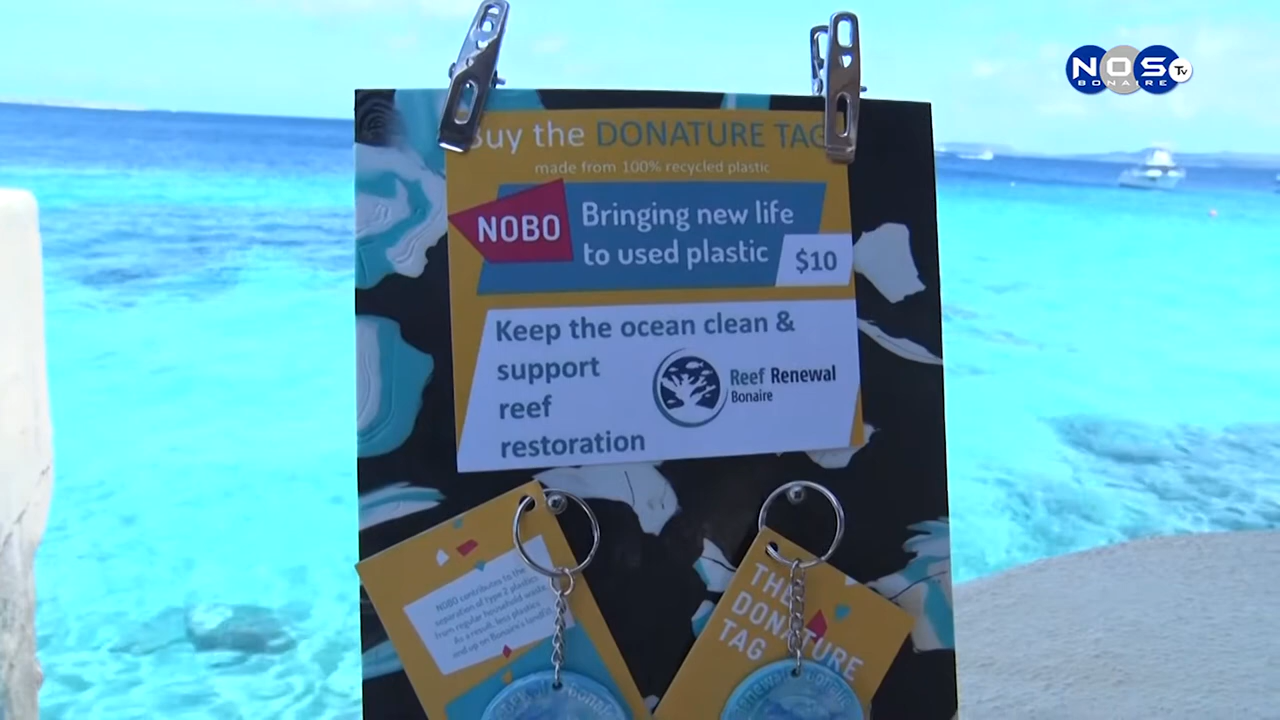 NOS TV
BONAIRE
Buy the DONATURE TAG
made from 100% recycled plastic
NOBO
Bringing new life
to used plastic
$10
Keep the ocean clean &
support
reef
restoration
Reef Renewal
Bonaire
NOBO contributes to the
separation of type 2 plastics
from regular household waste.
As a result, less plastics
end up on Bonaire's landfill
THE
DONATURE
TAG